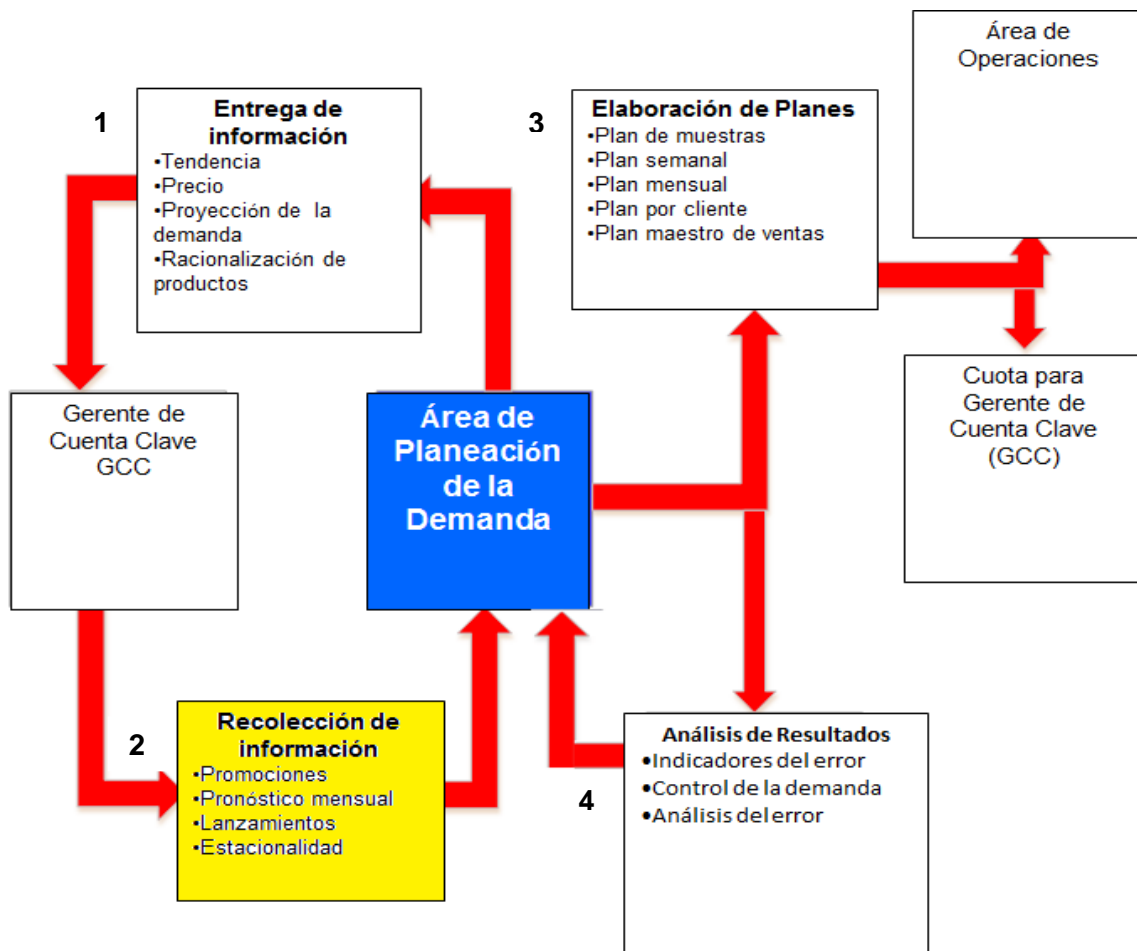 1
Entrega de
información
•Tendencia
•Precio
•Proyección de la
demanda
•Racionalización de
productos
3
Elaboración de Planes
•Plan de muestras
•Plan semanal
•Plan mensual
•Plan por cliente
•Plan maestro de ventas
Área de
Operaciones
Gerente de
Cuenta Clave
GCC
Área de
Planeación
de la
Demanda
Cuota para
Gerente de
Cuenta Clave
(GCC)
2
Recolección de
información
•Promociones
•Pronóstico mensual
•Lanzamientos
•Estacionalidad
4
Análisis de Resultados
•Indicadores del error
•Control de la demanda
•Análisis del error